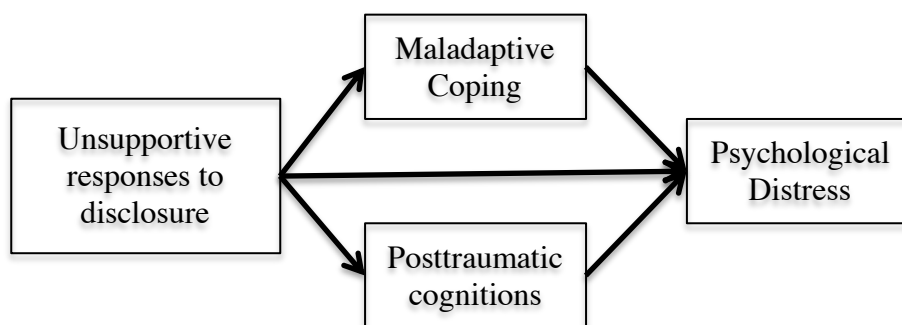 Maladaptive
Coping
Unsupportive
responses to
disclosure
Psychological
Distress
Posttraumatic
cognitions